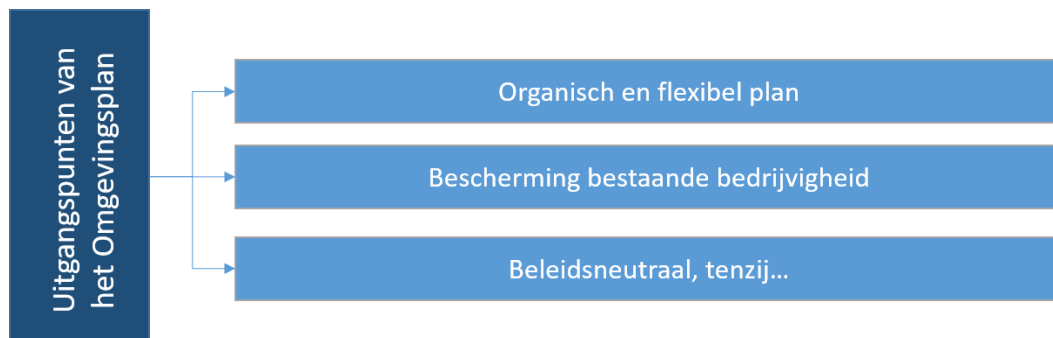 Uitgangspunten van
het Omgevingsplan
Organisch en flexibel plan
Bescherming bestaande bedrijvigheid
Beleidsneutraal, tenzij…